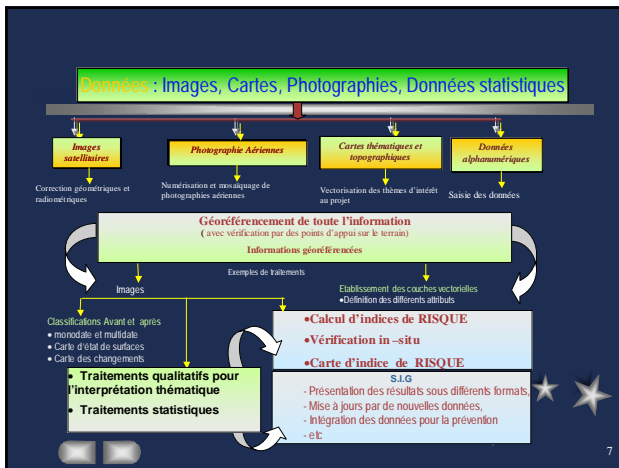 Données : Images, Cartes, Photographies, Données statistiques
Images
satellitaires
Photographie Aériennes
Cartes thématiques et
topographiques
Données
alphanumériques
Correction géométriques et
radiométriques
Numérisation et mosaïquage de
photographies aériennes
Vectorisation des thèmes d'intérêt
au projet
Saisie des données
Géoréférencement de toute l'information
( avec vérification par des points d'appui sur le terrain)
Informations géoréférencées
Exemples de traitements
Images
Etablissement des couches vectorielles
•Définition des différents attributs
Classifications Avant et après
• monodate et multidate
• Carte d'état de surfaces
• Carte des changements
•Calcul d'indices de RISQUE
•Vérification in –situ
•Carte d'indice de RISQUE
• Traitements qualitatifs pour
l'interprétation thématique
• Traitements statistiques
S.I.G
- Présentation des résultats sous différents formats,
- Mise à jours par de nouvelles données,
- Intégration des données pour la prévention
- etc
7